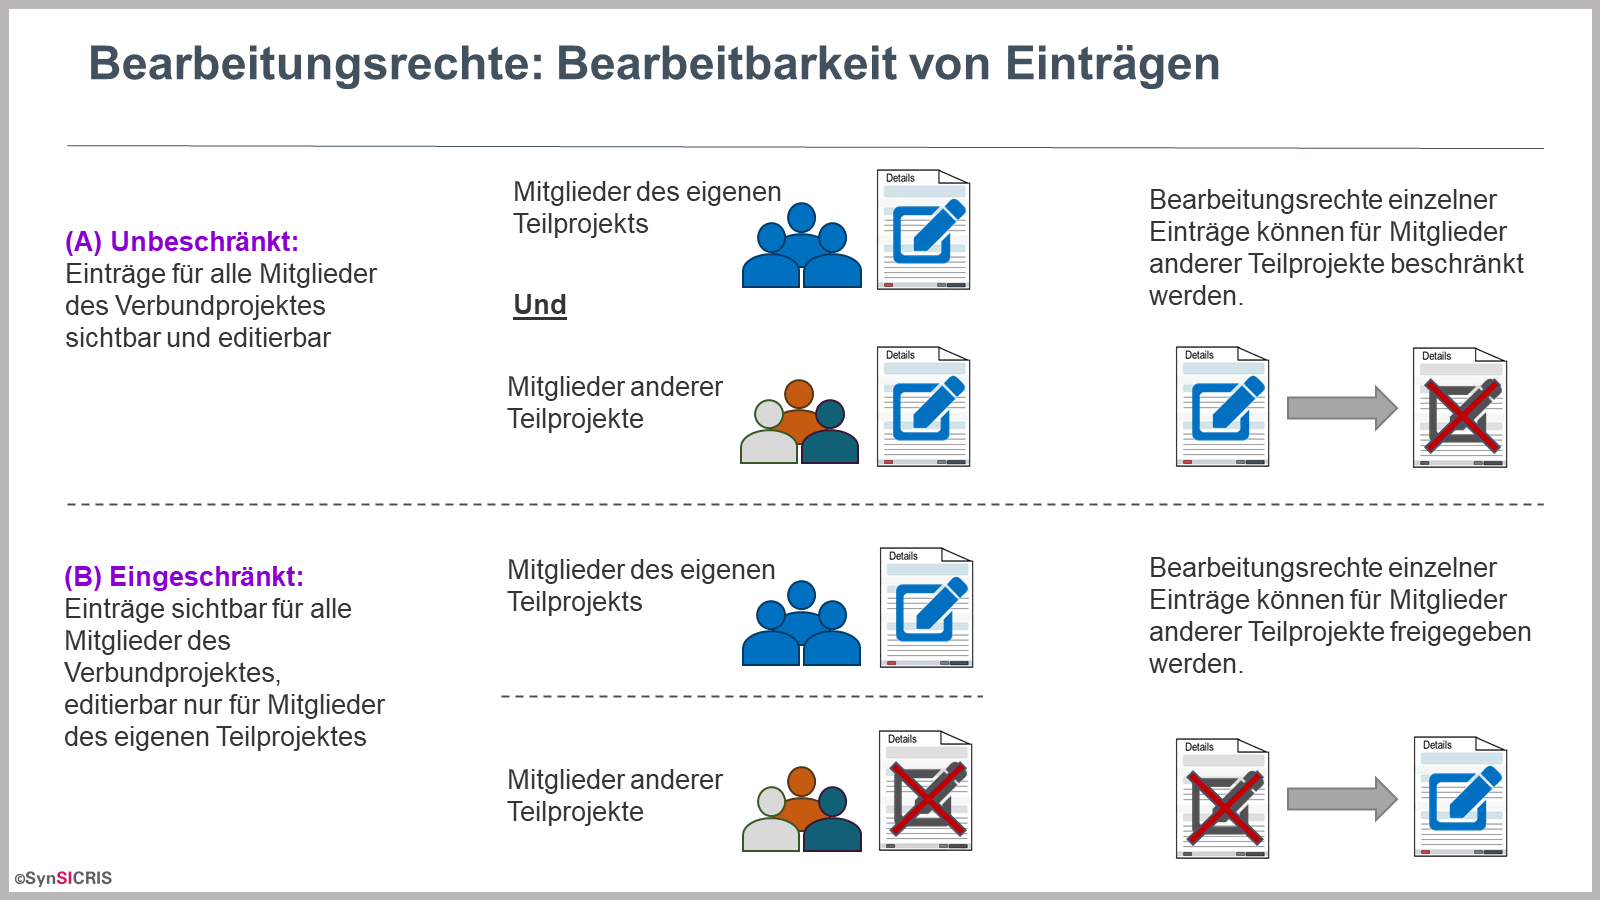 Bearbeitungsrechte: Bearbeitbarkeit von Einträgen
(A) Unbeschränkt:
Einträge für alle Mitglieder
des Verbundprojektes
sichtbar und editierbar
Mitglieder des eigenen
Teilprojekts
Details
Und
Mitglieder anderer
Teilprojekte
Details
Bearbeitungsrechte einzelner
Einträge können für Mitglieder
anderer Teilprojekte beschränkt
werden.
Details
Details
(B) Eingeschränkt:
Einträge sichtbar für alle
Mitglieder des
Verbundprojektes,
editierbar nur für Mitglieder
des eigenen Teilprojektes
Mitglieder des eigenen
Teilprojekts
Details
Mitglieder anderer
Teilprojekte
Details
Bearbeitungsrechte einzelner
Einträge können für Mitglieder
anderer Teilprojekte freigegeben
werden.
Details
Details
©SynSICRIS